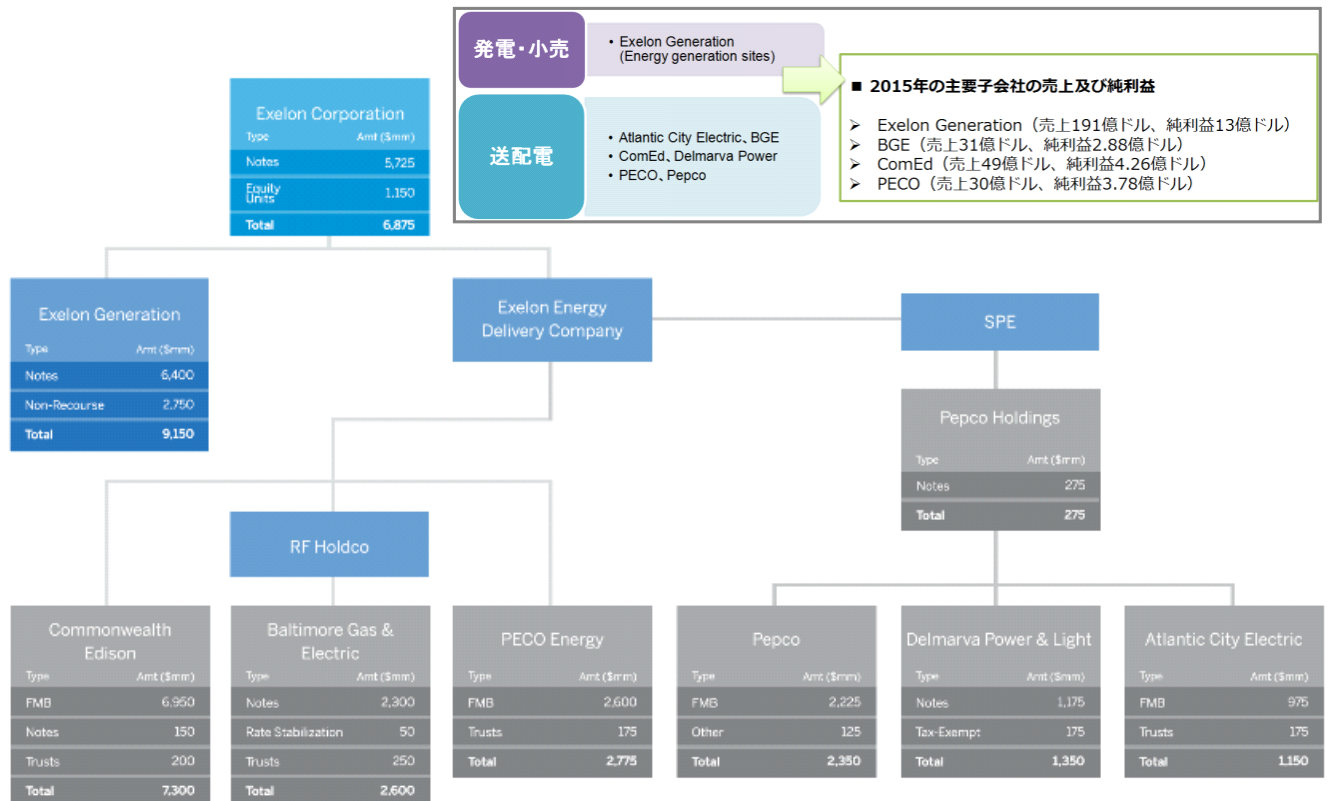 発電・小売
• Exelon Generation
(Energy generation sites)
送配電
• Atlantic City Electric、BGE
• ComEd、Delmarva Power
• PECO、Pepco
■ 2015年の主要子会社の売上及び純利益
➢ Exelon Generation（売上191億ドル、純利益13億ドル）
➢ BGE（売上31億ドル、純利益2.88億ドル）
➢ ComEd（売上49億ドル、純利益4.26億ドル）
➢ PECO（売上30億ドル、純利益3.78億ドル）
Exelon Corporation
Type Amt ($mm)
Notes 5,725
Equity
Units 1,150
Total 6,875
Exelon Generation
Type Amt ($mm)
Notes 6,400
Non-Recourse 2,750
Total 9,150
Exelon Energy
Delivery Company
SPE
Pepco Holdings
Type Amt ($mm)
Notes 275
Total 275
RF Holdco
Commonwealth
Edison
Type Amt ($mm)
FMB 6,950
Notes 150
Trusts 200
Total 7,300
Baltimore Gas &
Electric
Type Amt ($mm)
Notes 2,300
Rate Stabilization 50
Trusts 250
Total 2,600
PECO Energy
Type Amt ($mm)
FMB 2,600
Trusts 175
Total 2,775
Pepco
Type Amt ($mm)
FMB 2,225
Other 125
Total 2,350
Delmarva Power & Light
Type Amt ($mm)
Notes 1,175
Tax-Exempt 175
Total 1,350
Atlantic City Electric
Type Amt ($mm)
FMB 975
Trusts 175
Total 1,150